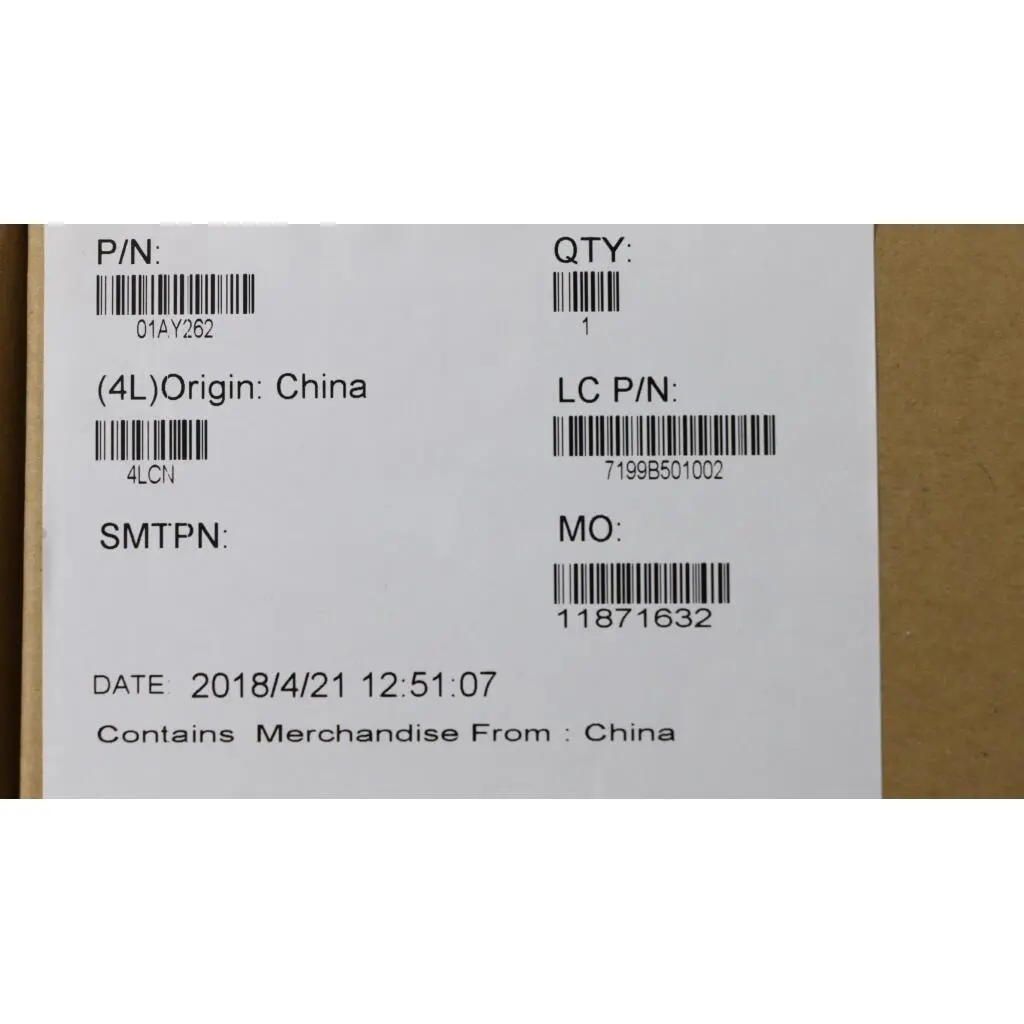 P/N:
QTY:
01AY262
1
(4L)Origin: China
LC P/N:
4LCN
7199B501002
SMTPN:
MO:
11871632
DATE: 2018/4/21 12:51:07
Contains Merchandise From : China